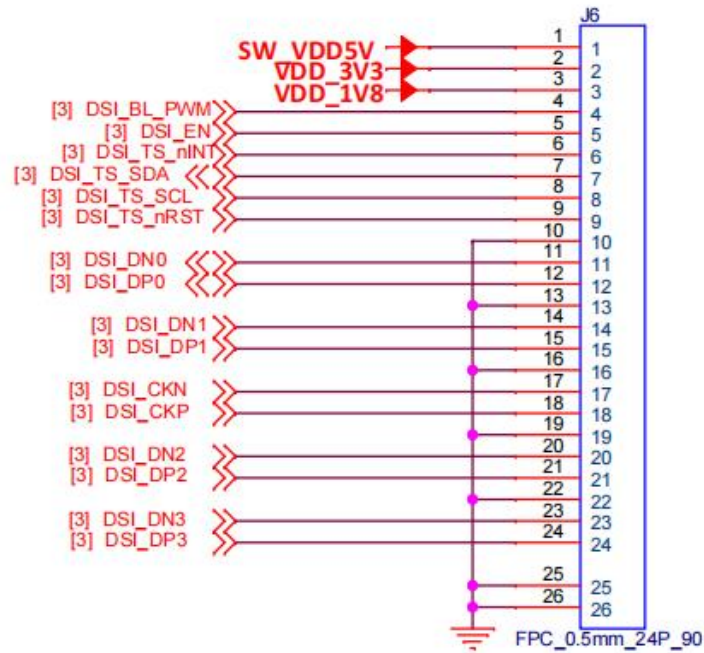 J6
SW_VDD5V 1 1
VDD_3V3 2 2
VDD_1V8 3 3
[3] DSI_BL_PWM 4 4
[3] DSI_EN 5 5
[3] DSI_TS_nINT 6 6
[3] DSI_TS_SDA 7 7
[3] DSI_TS_SCL 8 8
[3] DSI_TS_nRST 9 9
10 10
[3] DSI_DN0 11 11
[3] DSI_DP0 12 12
13 13
[3] DSI_DN1 14 14
[3] DSI_DP1 15 15
16 16
[3] DSI_CKN 17 17
[3] DSI_CKP 18 18
19 19
[3] DSI_DN2 20 20
[3] DSI_DP2 21 21
22 22
[3] DSI_DN3 23 23
[3] DSI_DP3 24 24
25 25
26 26
FPC_0.5mm_24P_90